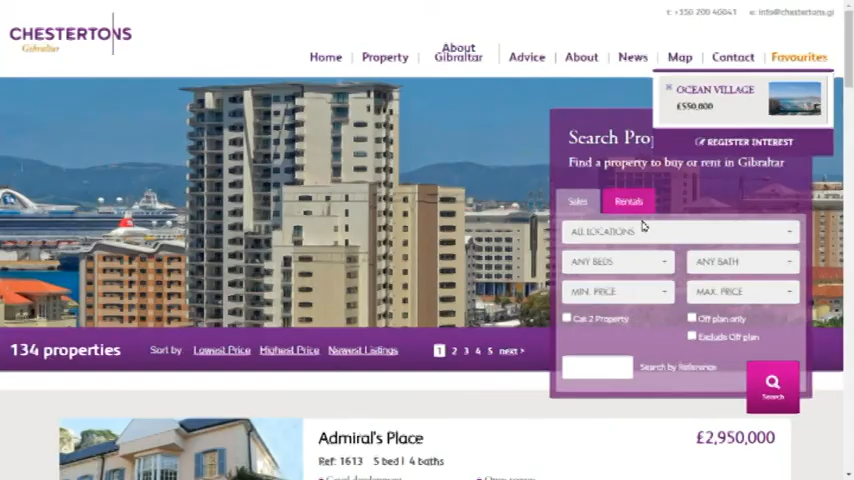 CHESTERTONS
Gibraltar
e: info@chestertons.gi
Home
Property
About Gibraltar
Advice
About
News
Map
Contact
Favourites
OCEAN VILLAGE
£550,000
REGISTER INTEREST
Search Prop
Find a property to buy or rent in Gibraltar
Sales
Rentals
ALL LOCATIONS
ANY BEDS
ANY BATH
MIN. PRICE
MAX. PRICE
Cat 2 Property
Off plan only
Exclude Off plan
Search by Reference
Search
134 properties
Sort by
Lowest Price
Highest Price
Newest Listings
1 2 3 4 5 next >
Admiral's Place
£2,950,000
Ref: 1613 5 bed | 4 baths